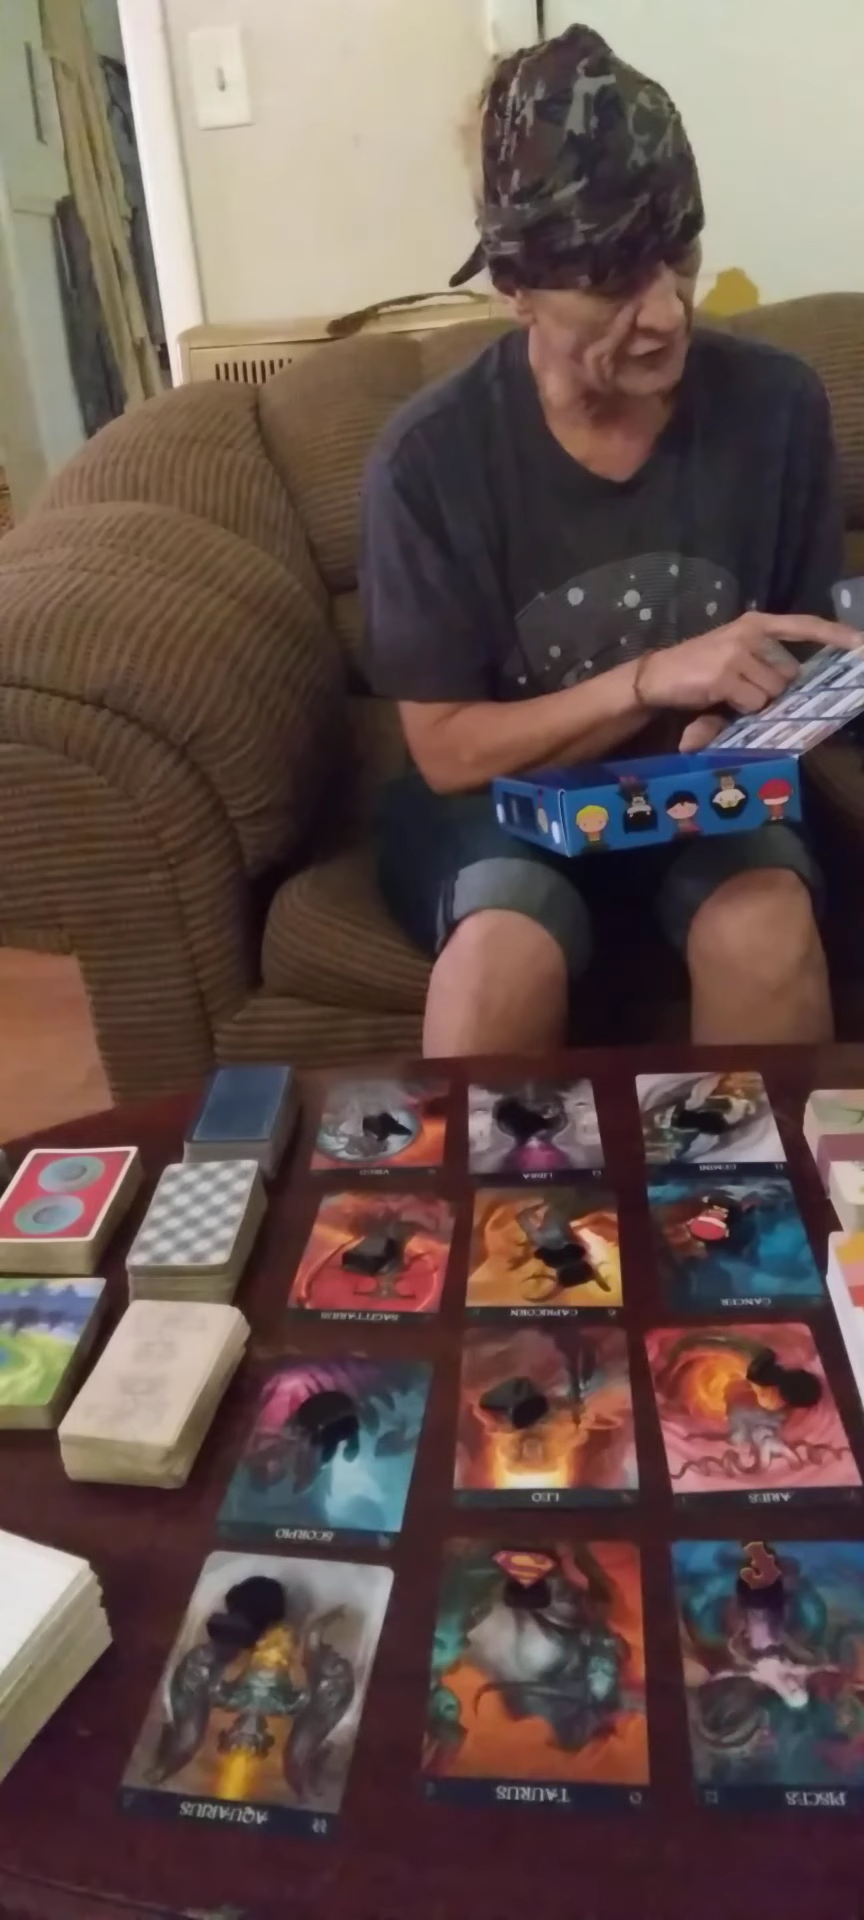 VIRGO
LIBRA
GEMINI
SAGITTARIUS
CAPRICORN
CANCER
SCORPIO
LEO
ARIES
AQUARIUS
TAURUS
PISCES